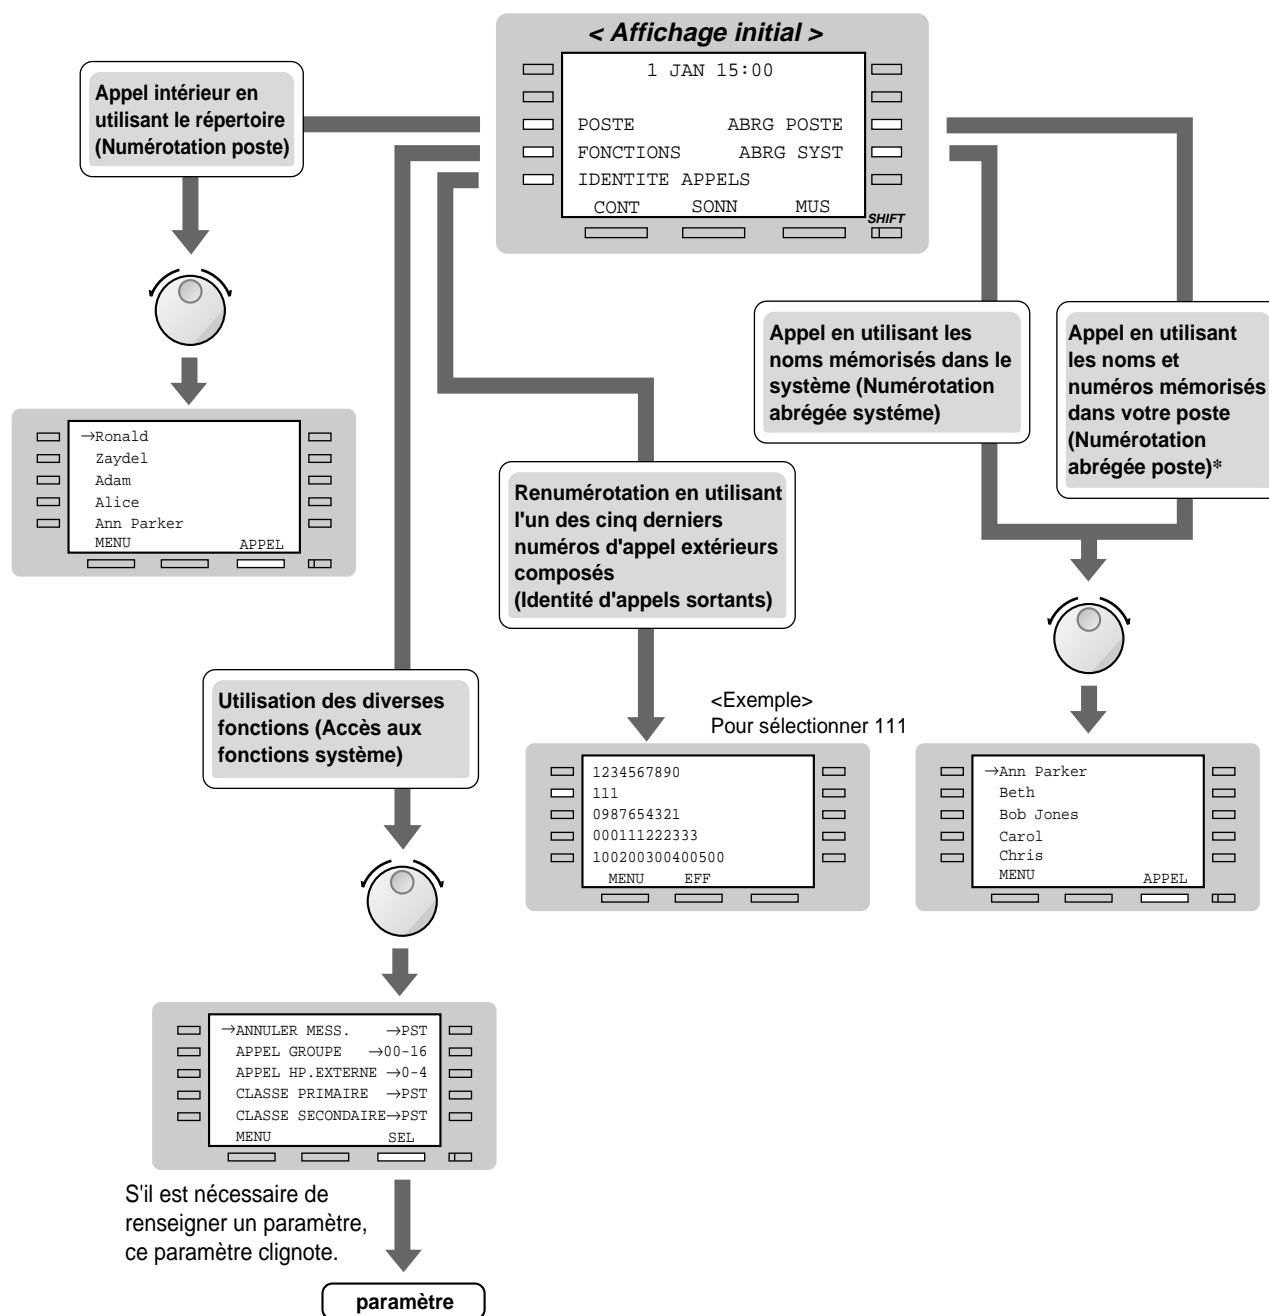 < Affichage initial >
1 JAN 15:00
POSTE ABRG POSTE
FONCTIONS ABRG SYST
IDENTITE APPELS
CONT SONN MUS
SHIFT
Appel intérieur en
utilisant le répertoire
(Numérotation poste)
→Ronald
Zaydel
Adam
Alice
Ann Parker
MENU APPEL
Appel en utilisant les
noms mémorisés dans le
système (Numérotation
abrégée systéme)
Appel en utilisant
les noms et
numéros mémorisés
dans votre poste
(Numérotation
abrégée poste)*
Renumérotation en utilisant
l'un des cinq derniers
numéros d'appel extérieurs
composés
(Identité d'appels sortants)
Utilisation des diverses
fonctions (Accès aux
fonctions système)
<Exemple>
Pour sélectionner 111
1234567890
111
0987654321
000111222333
100200300400500
MENU EFF
→Ann Parker
Beth
Bob Jones
Carol
Chris
MENU APPEL
→ANNULER MESS. →PST
APPEL GROUPE →00-16
APPEL HP.EXTERNE →0-4
CLASSE PRIMAIRE →PST
CLASSE SECONDAIRE→PST
MENU SEL
S'il est nécessaire de
renseigner un paramètre,
ce paramètre clignote.
paramètre